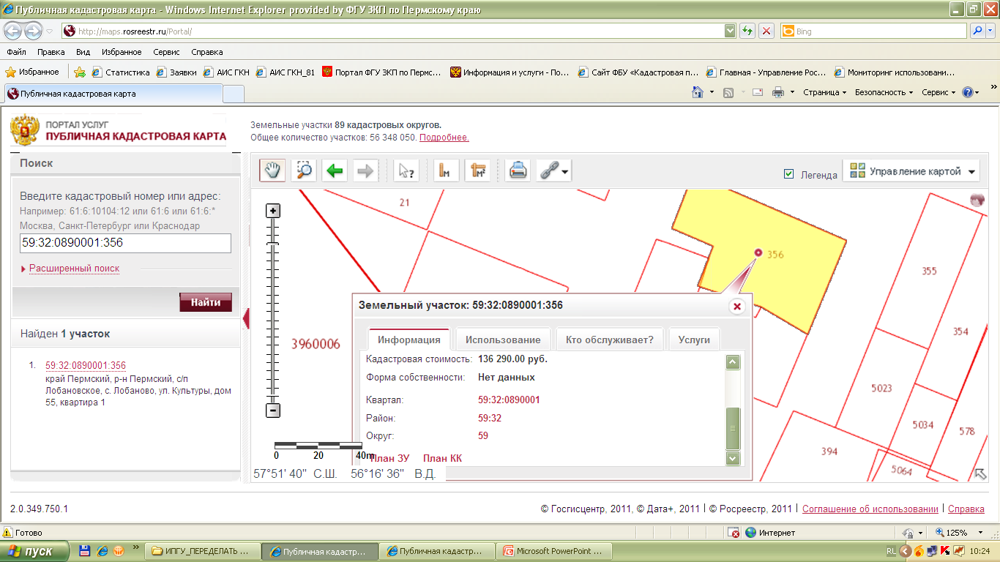 Публичная кадастровая карта - Windows Internet Explorer provided by ФГУ ЗКП по Пермскому краю
http://maps.rosreestr.ru/Portal/
Bing
Файл Правка Вид Избранное Сервис Справка
Избранное Статистика Заявки АИС ГКН АИС ГКН_81 Портал ФГУ ЗКП по Пермс... Информация и услуги - По... Сайт ФБУ «Кадастровая п... Главная - Управление Рос... Мониторинг использовани...
Публичная кадастровая карта
Страница Безопасность Сервис
ПОРТАЛ УСЛУГ
ПУБЛИЧНАЯ КАДАСТРОВАЯ КАРТА
Земельные участки 89 кадастровых округов.
Общее количество участков: 56 348 050. Подробнее.
Поиск
Введите кадастровый номер или адрес:
Например: 61:6:10104:12 или 61:6 или 61:6:*
Москва, Санкт-Петербург или Краснодар
59:32:0890001:356
Расширенный поиск
Найти
Найден 1 участок
1. 59:32:0890001:356
край Пермский, р-н Пермский, с/п
Лобановское, с. Лобаново, ул. Культуры, дом
55, квартира 1
М
М²
Легенда
Управление картой
21
356
355
354
3960006
5023
5034
578
394
5064
Земельный участок: 59:32:0890001:356
Информация Использование Кто обслуживает? Услуги
Кадастровая стоимость: 136 290.00 руб.
Форма собственности: Нет данных
Квартал: 59:32:0890001
Район: 59:32
Округ: 59
План ЗУ План КК
0 20 40m
57°51' 40" С.Ш. 56°16' 36" В.Д.
2.0.349.750.1
© Госгисцентр, 2011, © Дата+, 2011 | © Росреестр, 2011 | Соглашение об использовании | Справка
Готово
Интернет
125%
пуск
ИПГУ_ПЕРЕДЕЛАТЬ ...
Публичная кадастр...
Публичная кадаст...
Microsoft PowerPoint ...
RL
10:24